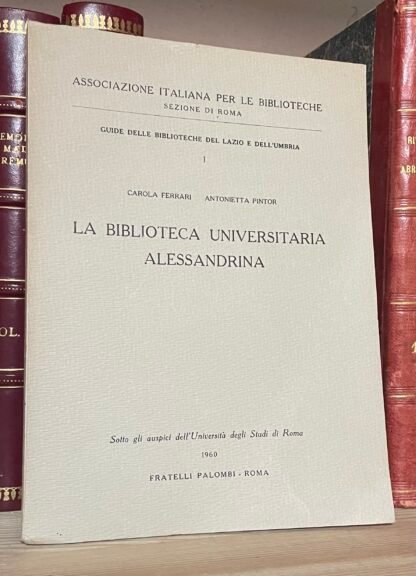 ASSOCIAZIONE ITALIANA PER LE BIBLIOTECHE
SEZIONE DI ROMA
GUIDE DELLE BIBLIOTECHE DEL LAZIO E DELL'UMBRIA
1
CAROLA FERRARI ANTONIETTA PINTOR
LA BIBLIOTECA UNIVERSITARIA
ALESSANDRINA
Sotto gli auspici dell'Università degli Studi di Roma
1960
FRATELLI PALOMBI - ROMA
OL.